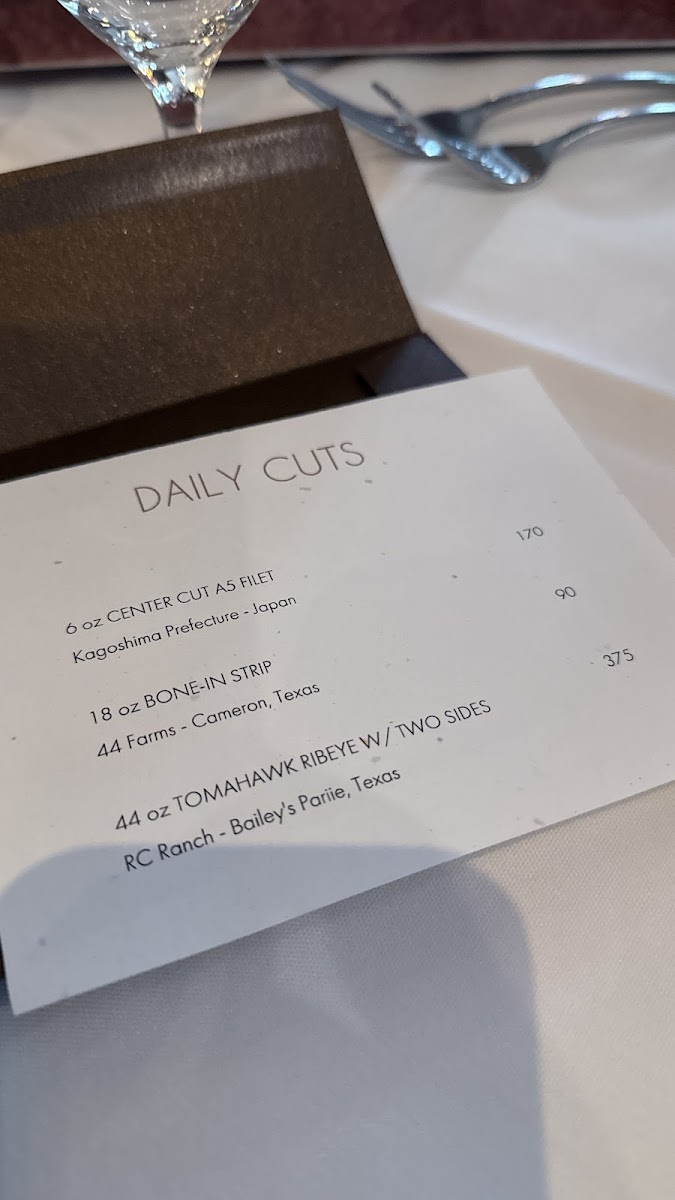 DAILY CUTS
6 oz CENTER CUT A5 FILET 170
Kagoshima Prefecture - Japan
18 oz BONE-IN STRIP 90
44 Farms - Cameron, Texas
44 oz TOMAHAWK RIBEYE W/ TWO SIDES 375
RC Ranch - Bailey's Pariie, Texas